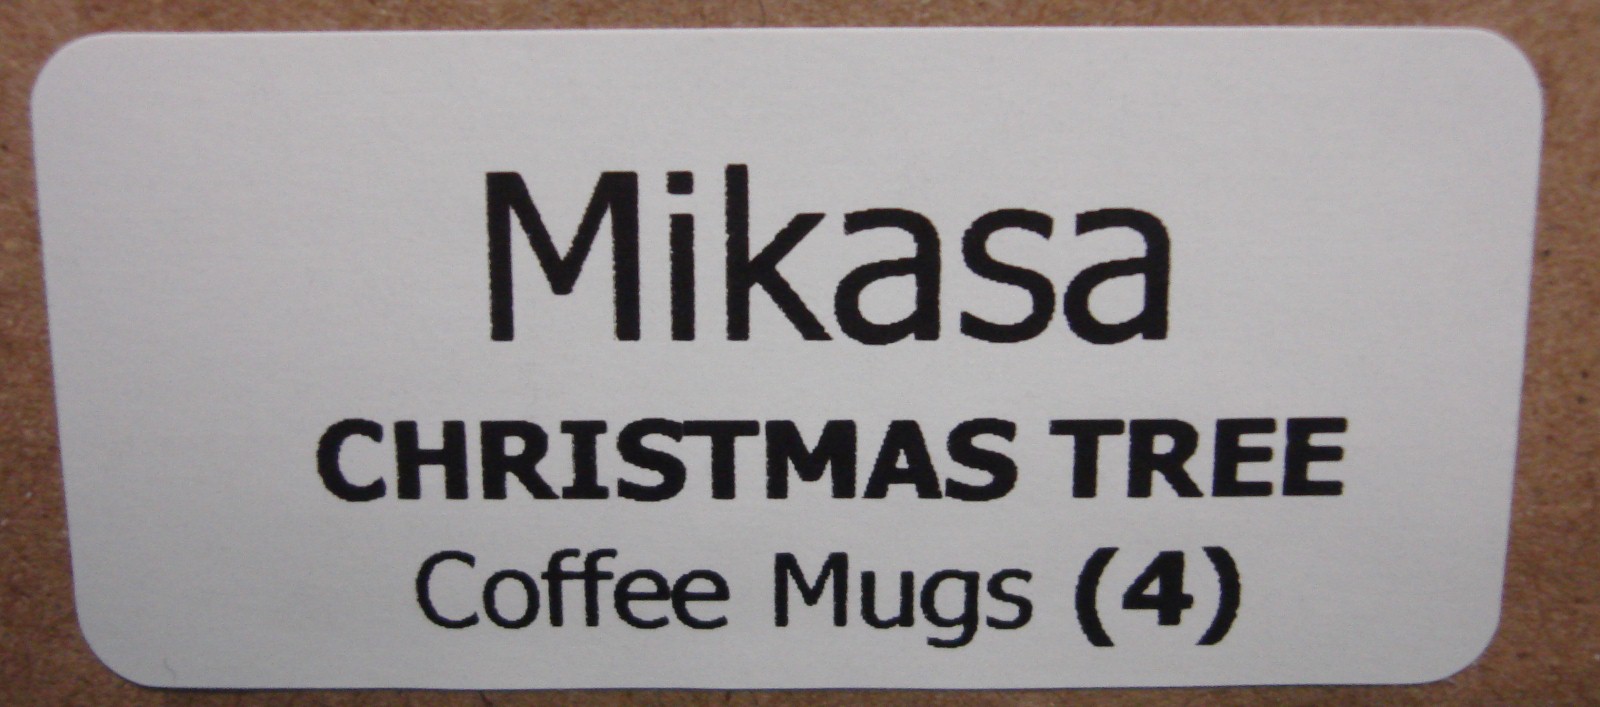 Mikasa
CHRISTMAS TREE
Coffee Mugs (4)